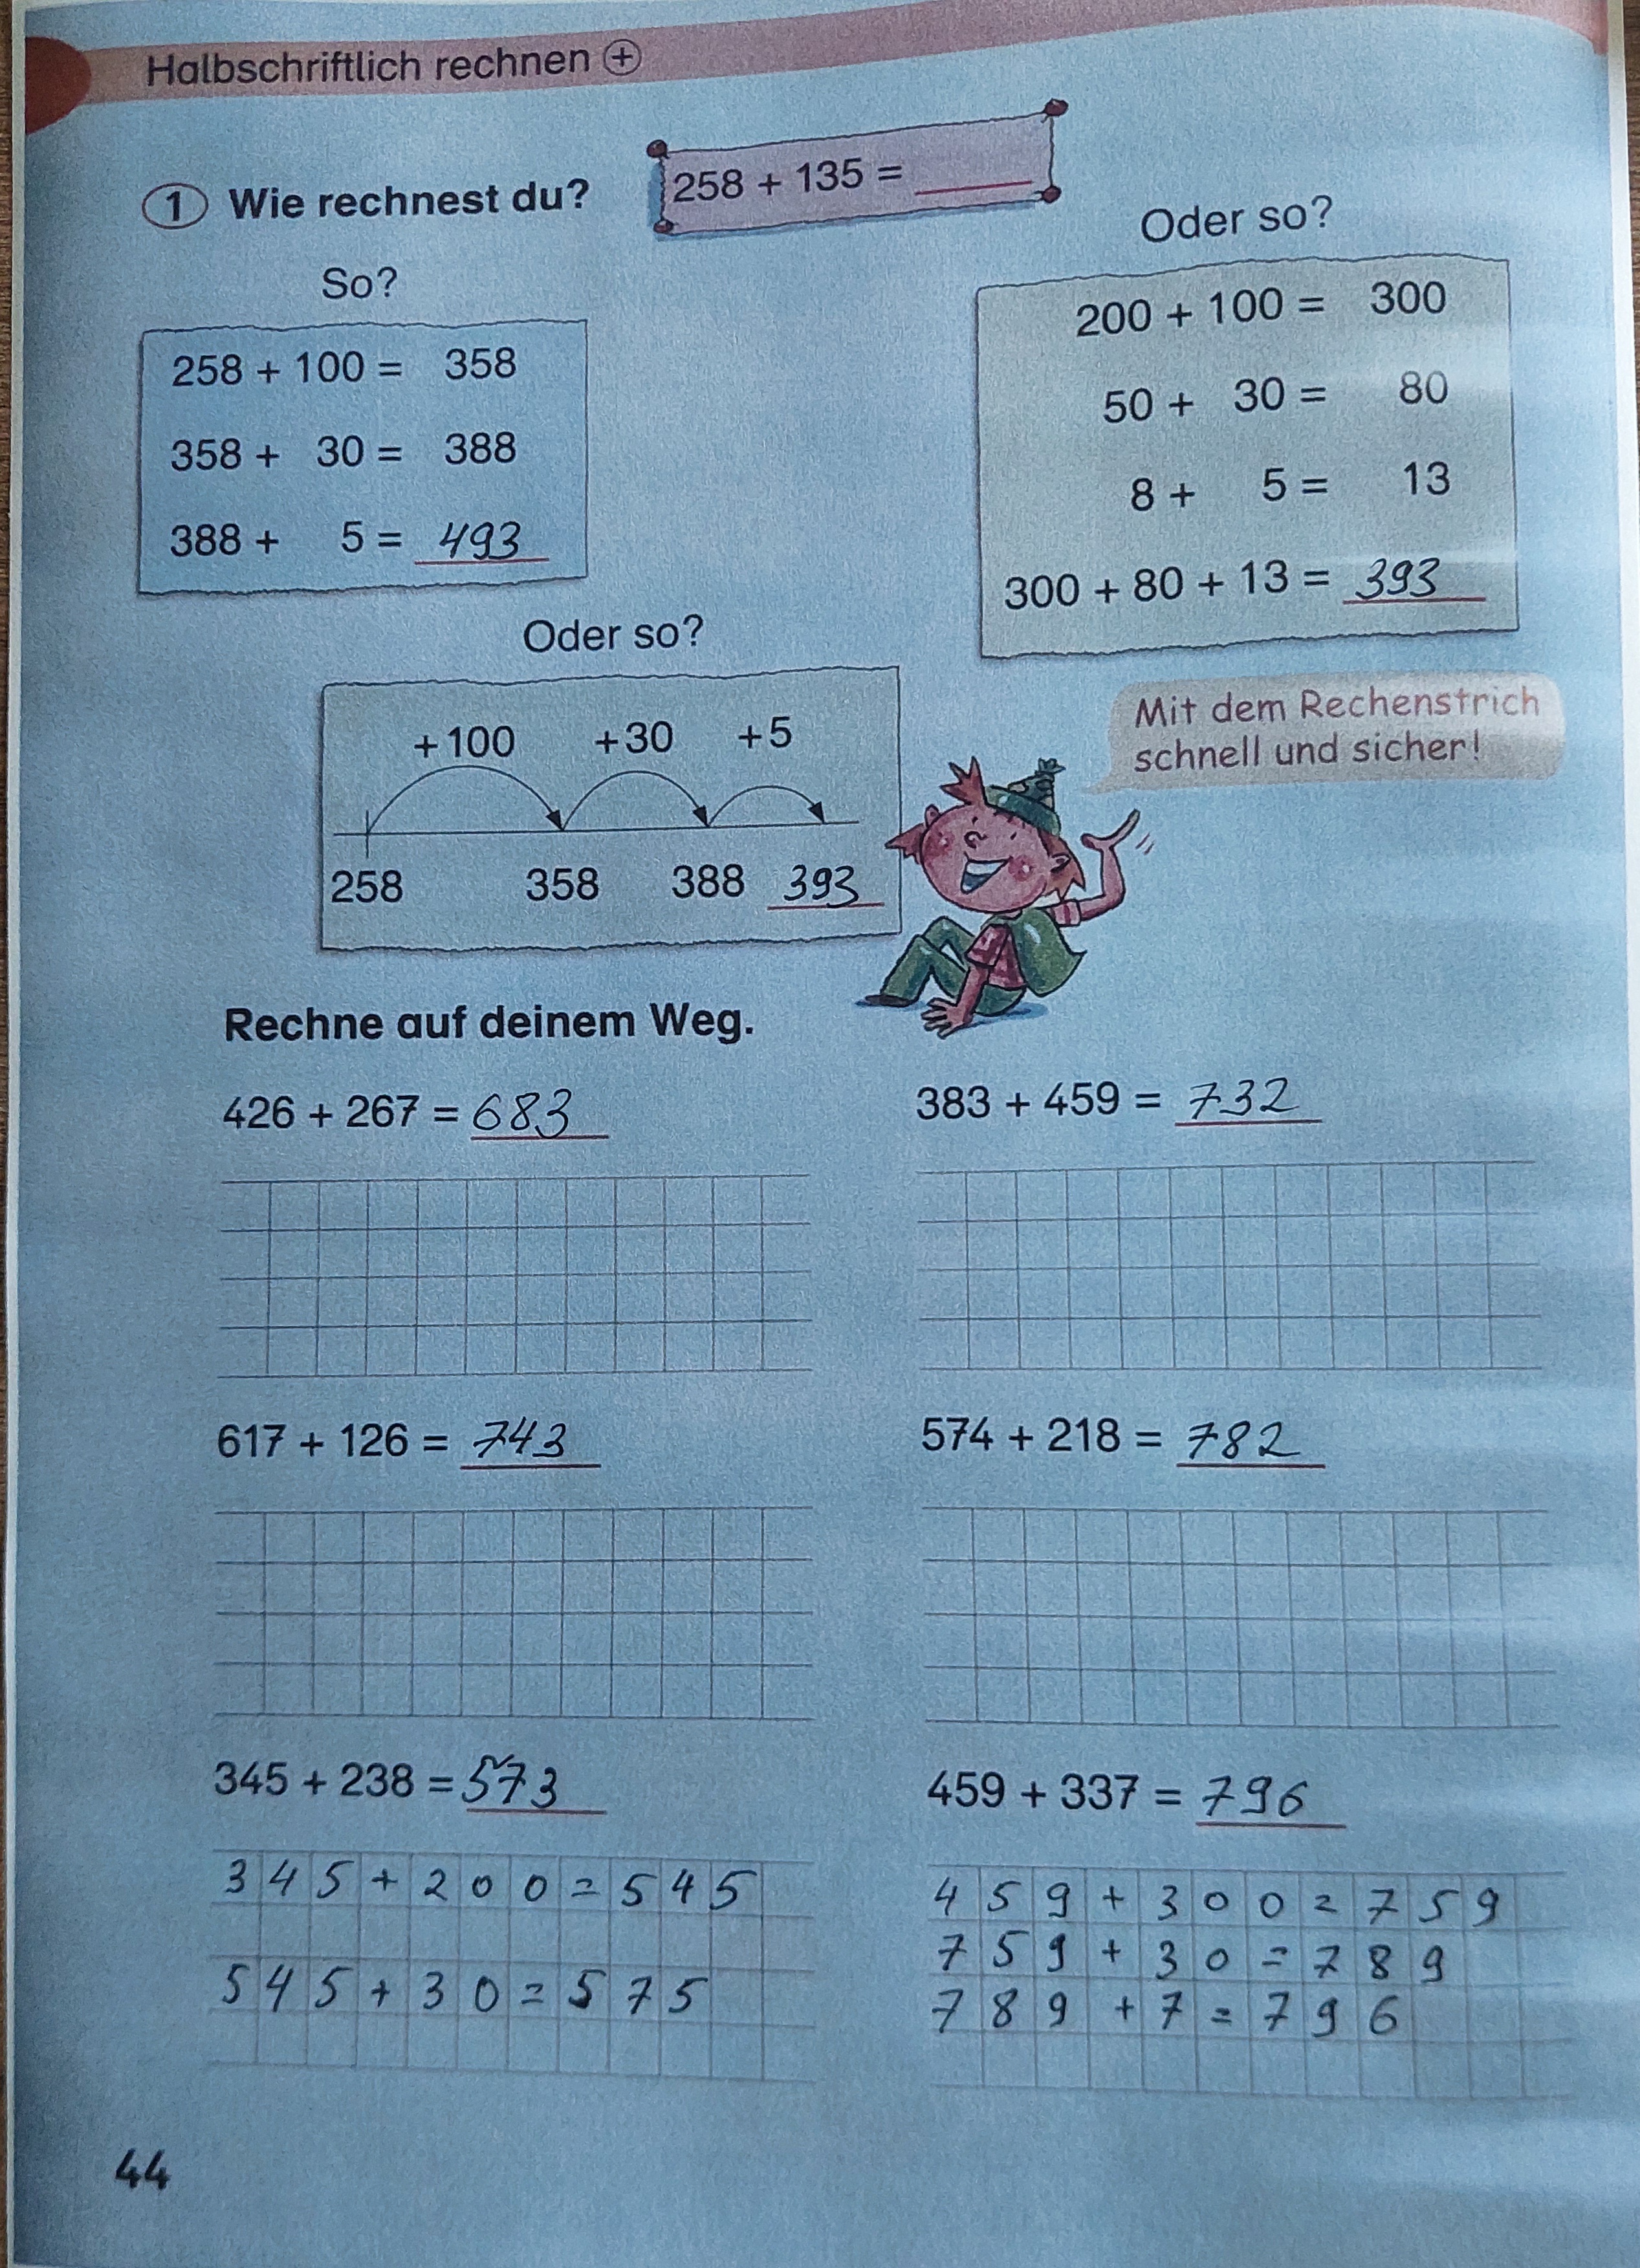 Halbschriftlich rechnen +
1 Wie rechnest du?
258 + 135 = ____
So?
258 + 100 = 358
358 + 30 = 388
388 + 5 = 493
Oder so?
200 + 100 = 300
50 + 30 = 80
8 + 5 = 13
300 + 80 + 13 = 393
Oder so?
+100 +30 +5
258 358 388 393
Mit dem Rechenstrich
schnell und sicher!
Rechne auf deinem Weg.
426 + 267 = 683
383 + 459 = 732
617 + 126 = 743
574 + 218 = 782
345 + 238 = 573
345+200=545
545+30=575
459 + 337 = 796
459+300=759
759+30=789
789+7=796
44